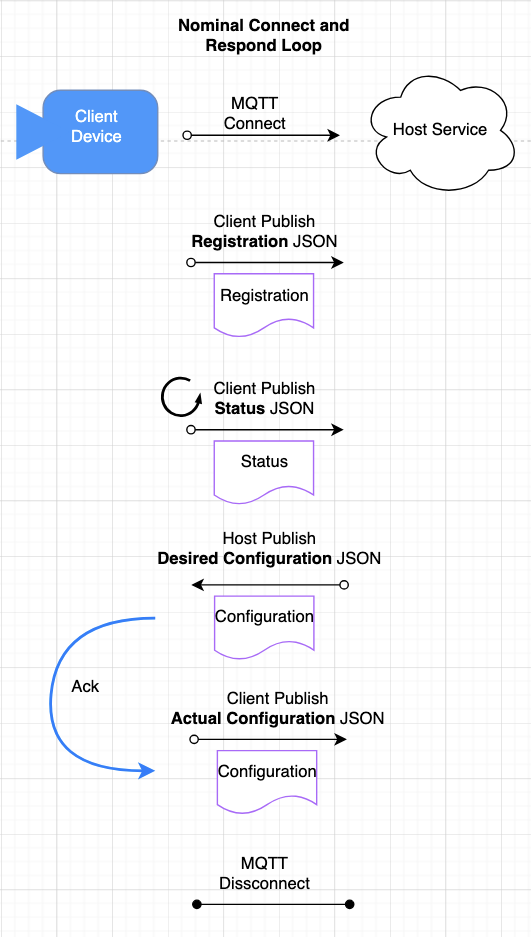 Nominal Connect and
Respond Loop
Client
Device
MQTT
Connect
Host Service
Client Publish
Registration JSON
Registration
Client Publish
Status JSON
Status
Host Publish
Desired Configuration JSON
Configuration
Ack
Client Publish
Actual Configuration JSON
Configuration
MQTT
Dissconnect